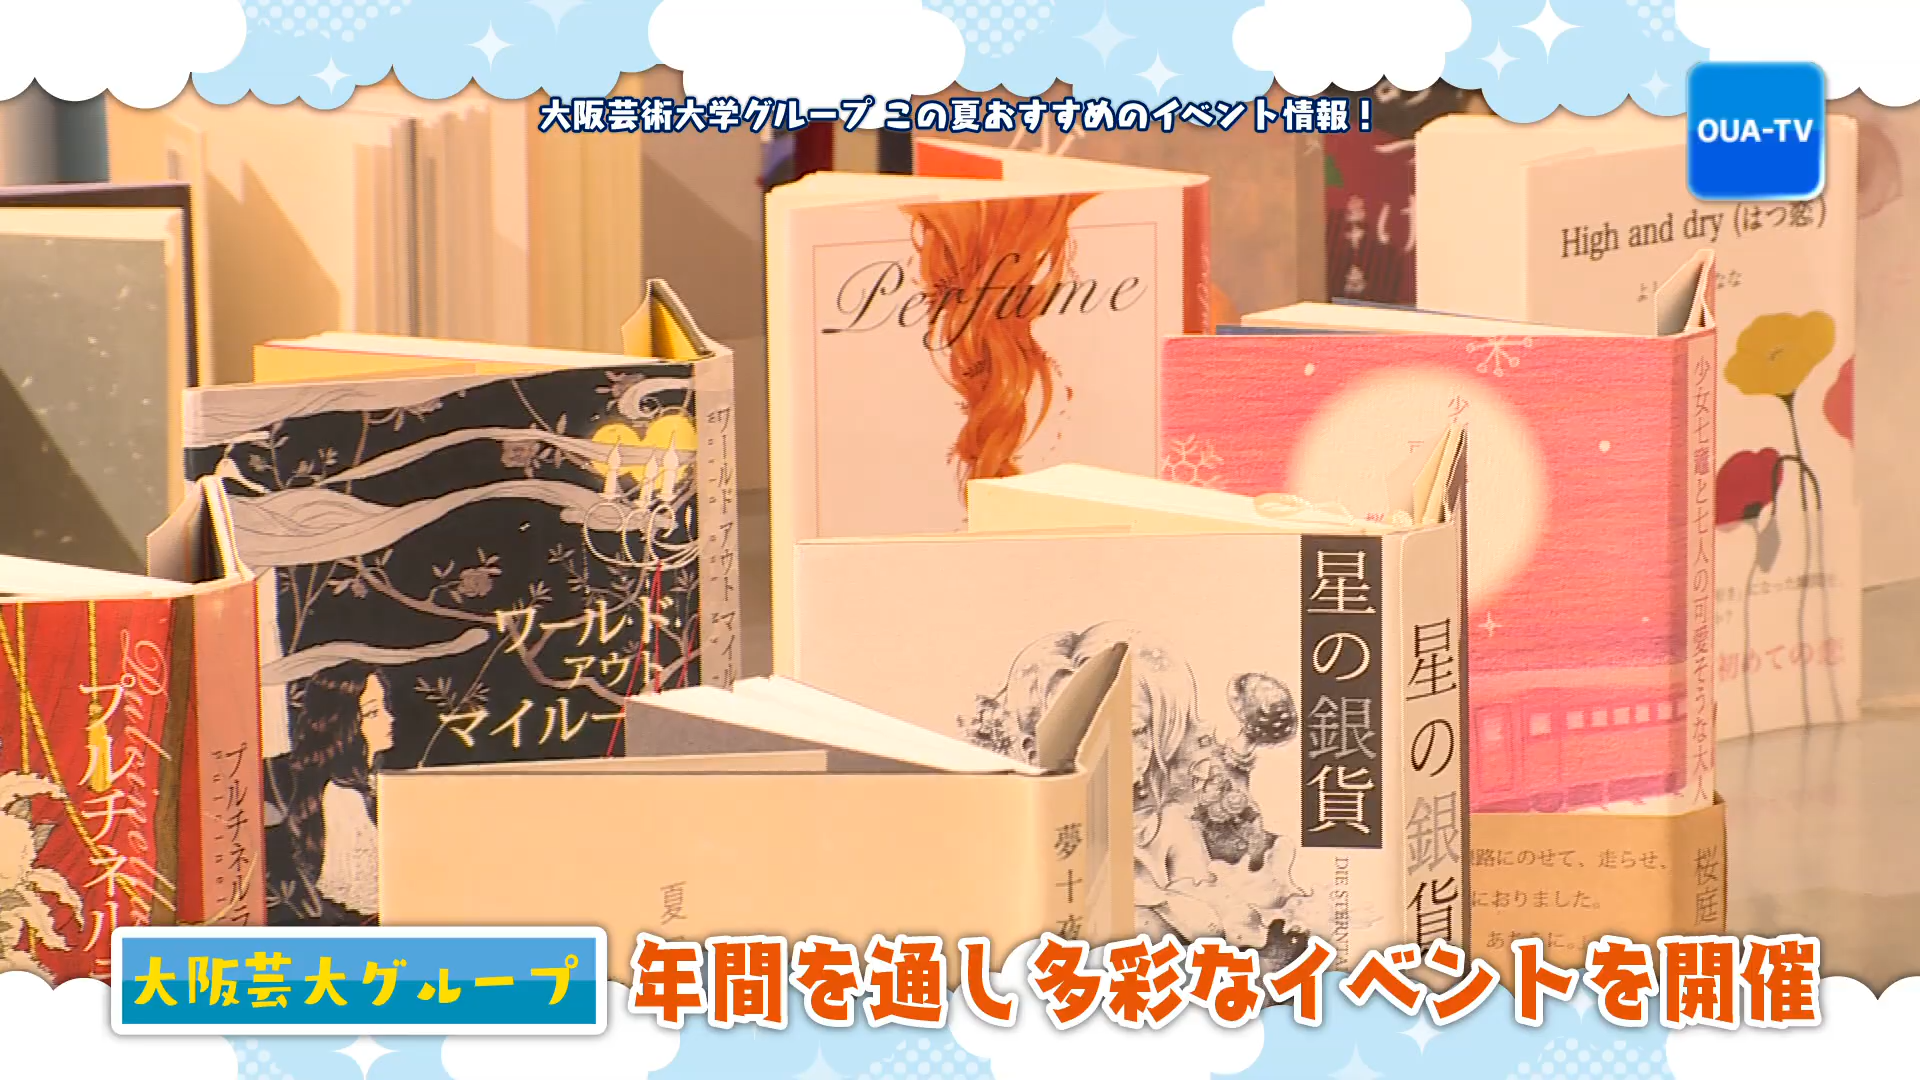 大阪芸術大学グループ この夏おすすめのイベント情報！
OUA-TV
High and dry (はつ恋)
Perfume
少女七竈と七人の可愛そうな大人
ワールド アウト マイル
ワールド・
アウト
マイルー
星の銀貨
星の銀貨
初めての恋
プルチネル
プルチネルラ
夏
夢十夜
路にのせて、走らせ、
におりました。
桜庭
大阪芸大グループ
年間を通し多彩なイベントを開催